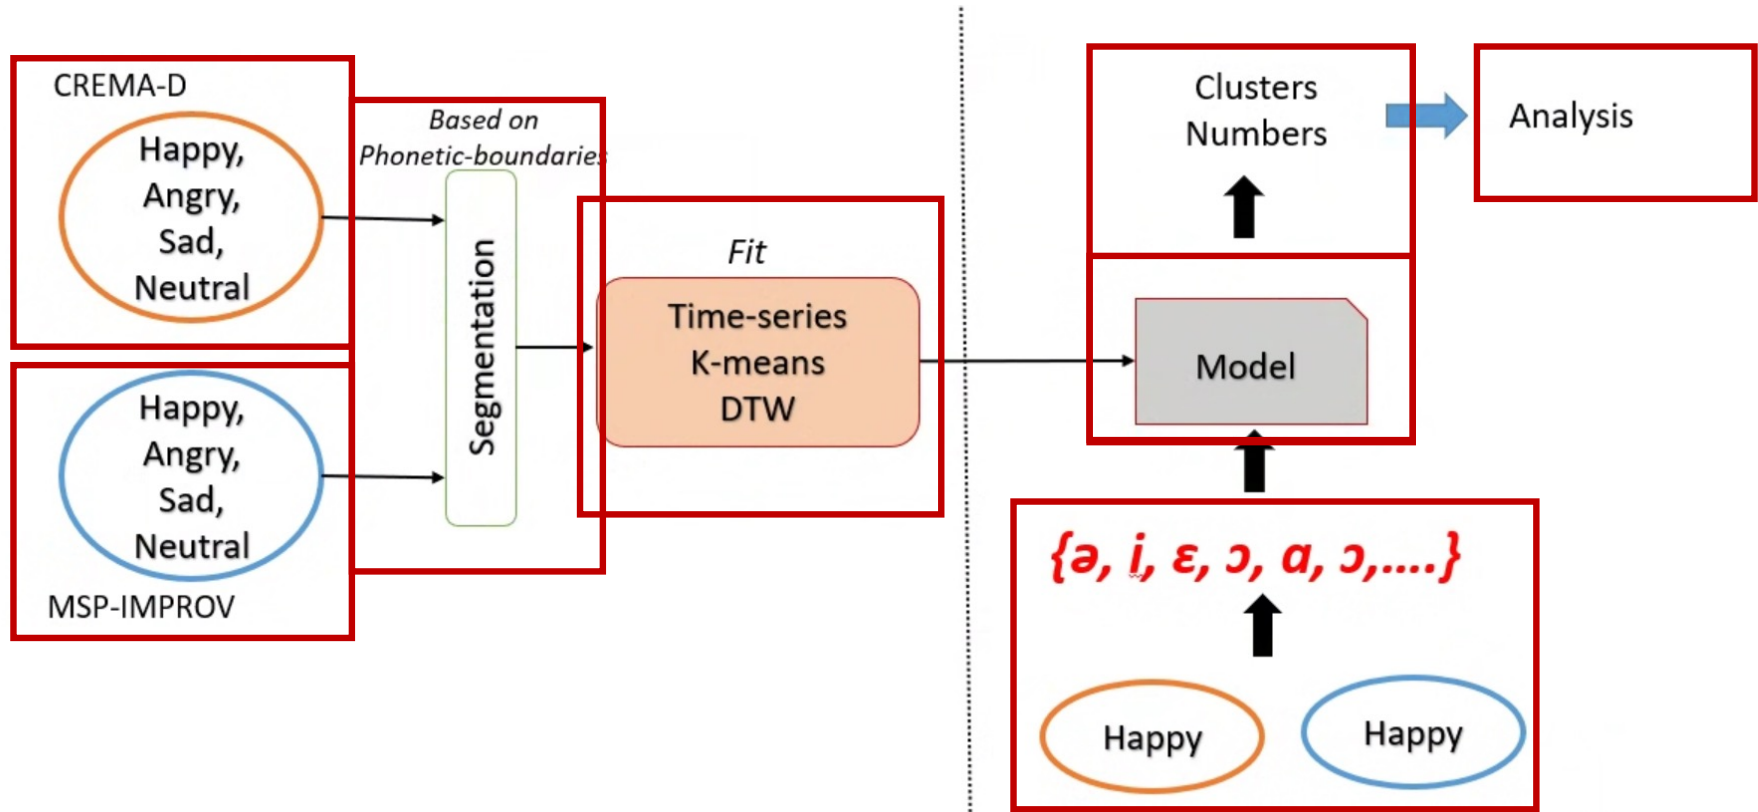 CREMA-D
Happy,
Angry,
Sad,
Neutral
Happy,
Angry,
Sad,
Neutral
MSP-IMPROV
Based on
Phonetic-boundaries
Segmentation
Fit
Time-series
K-means
DTW
Clusters
Numbers
Analysis
Model
{ə, i, ɛ, ɔ, ɑ, ɔ,....}
Happy
Happy